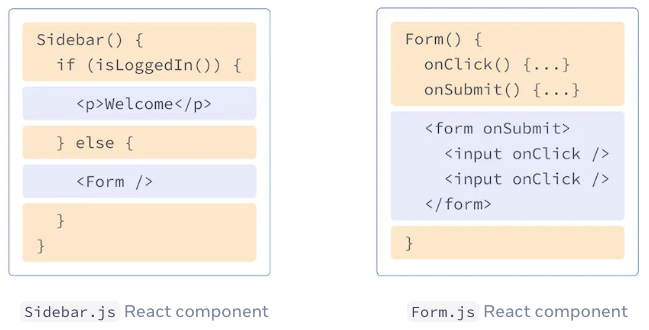 Sidebar() {
if (isLoggedIn()) {
<p>Welcome</p>
} else {
<Form />
}
}
Sidebar.js React component
Form() {
onClick() {...}
onSubmit() {...}
<form onSubmit>
<input onClick />
<input onClick />
</form>
}
Form.js React component